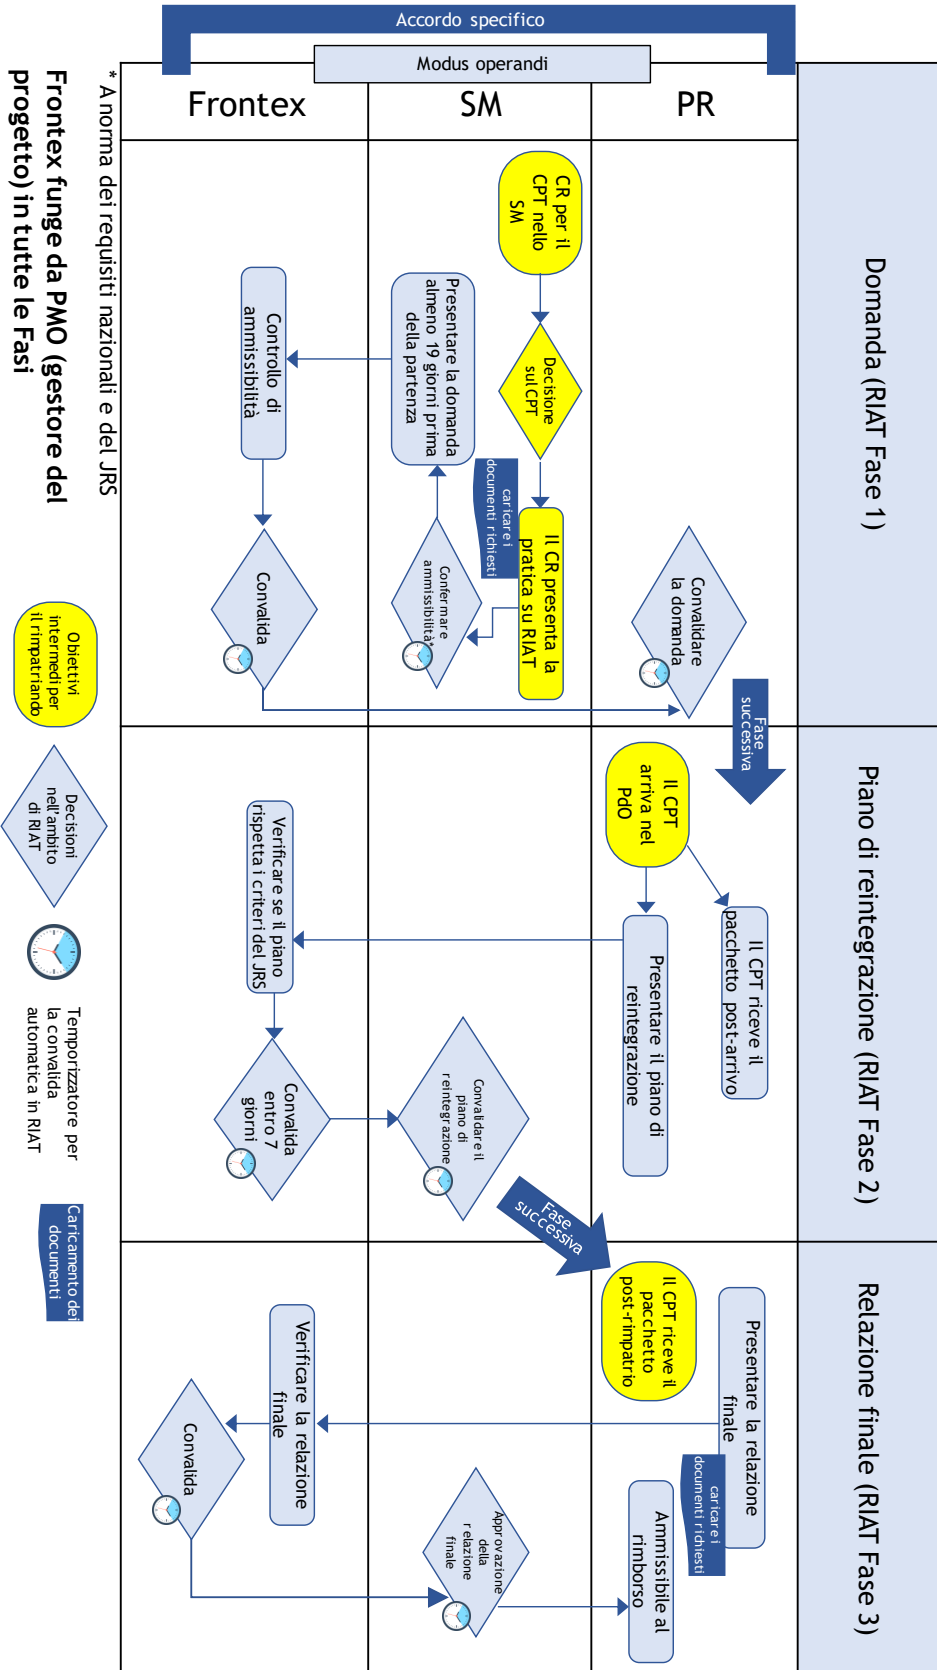 Accordo specifico
Modus operandi
Frontex
SM
PR
Domanda (RIAT Fase 1)
CR per il
CPT nello
SM
Decisione
sul CPT
Il CR presenta la
pratica su RIAT
caricare i
documenti richiesti
Confermare
ammissibilità*
Presentare la domanda
almeno 19 giorni prima
della partenza
Controllo di
ammissibilità
Convalida
Convalidare
la domanda
Fase
successiva
Piano di reintegrazione (RIAT Fase 2)
Il CPT
arriva nel
PdO
Il CPT riceve il
pacchetto post-arrivo
Presentare il piano di
reintegrazione
Verificare se il piano
rispetta i criteri del JRS
Convalida
entro 7
giorni
Convalidare il
piano di
reintegrazione
Fase
successiva
Relazione finale (RIAT Fase 3)
Il CPT riceve il
pacchetto
post-rimpatrio
Presentare la relazione
finale
caricare i
documenti richiesti
Verificare la relazione
finale
Convalida
Approvazione
della
relazione
finale
Ammissibile al
rimborso
* A norma dei requisiti nazionali e del JRS
Frontex funge da PMO (gestore del
progetto) in tutte le Fasi
Obiettivi
intermedi per
il rimpatriando
Decisioni
nell'ambito
di RIAT
Temporizzatore per
la convalida
automatica in RIAT
Caricamento dei
documenti